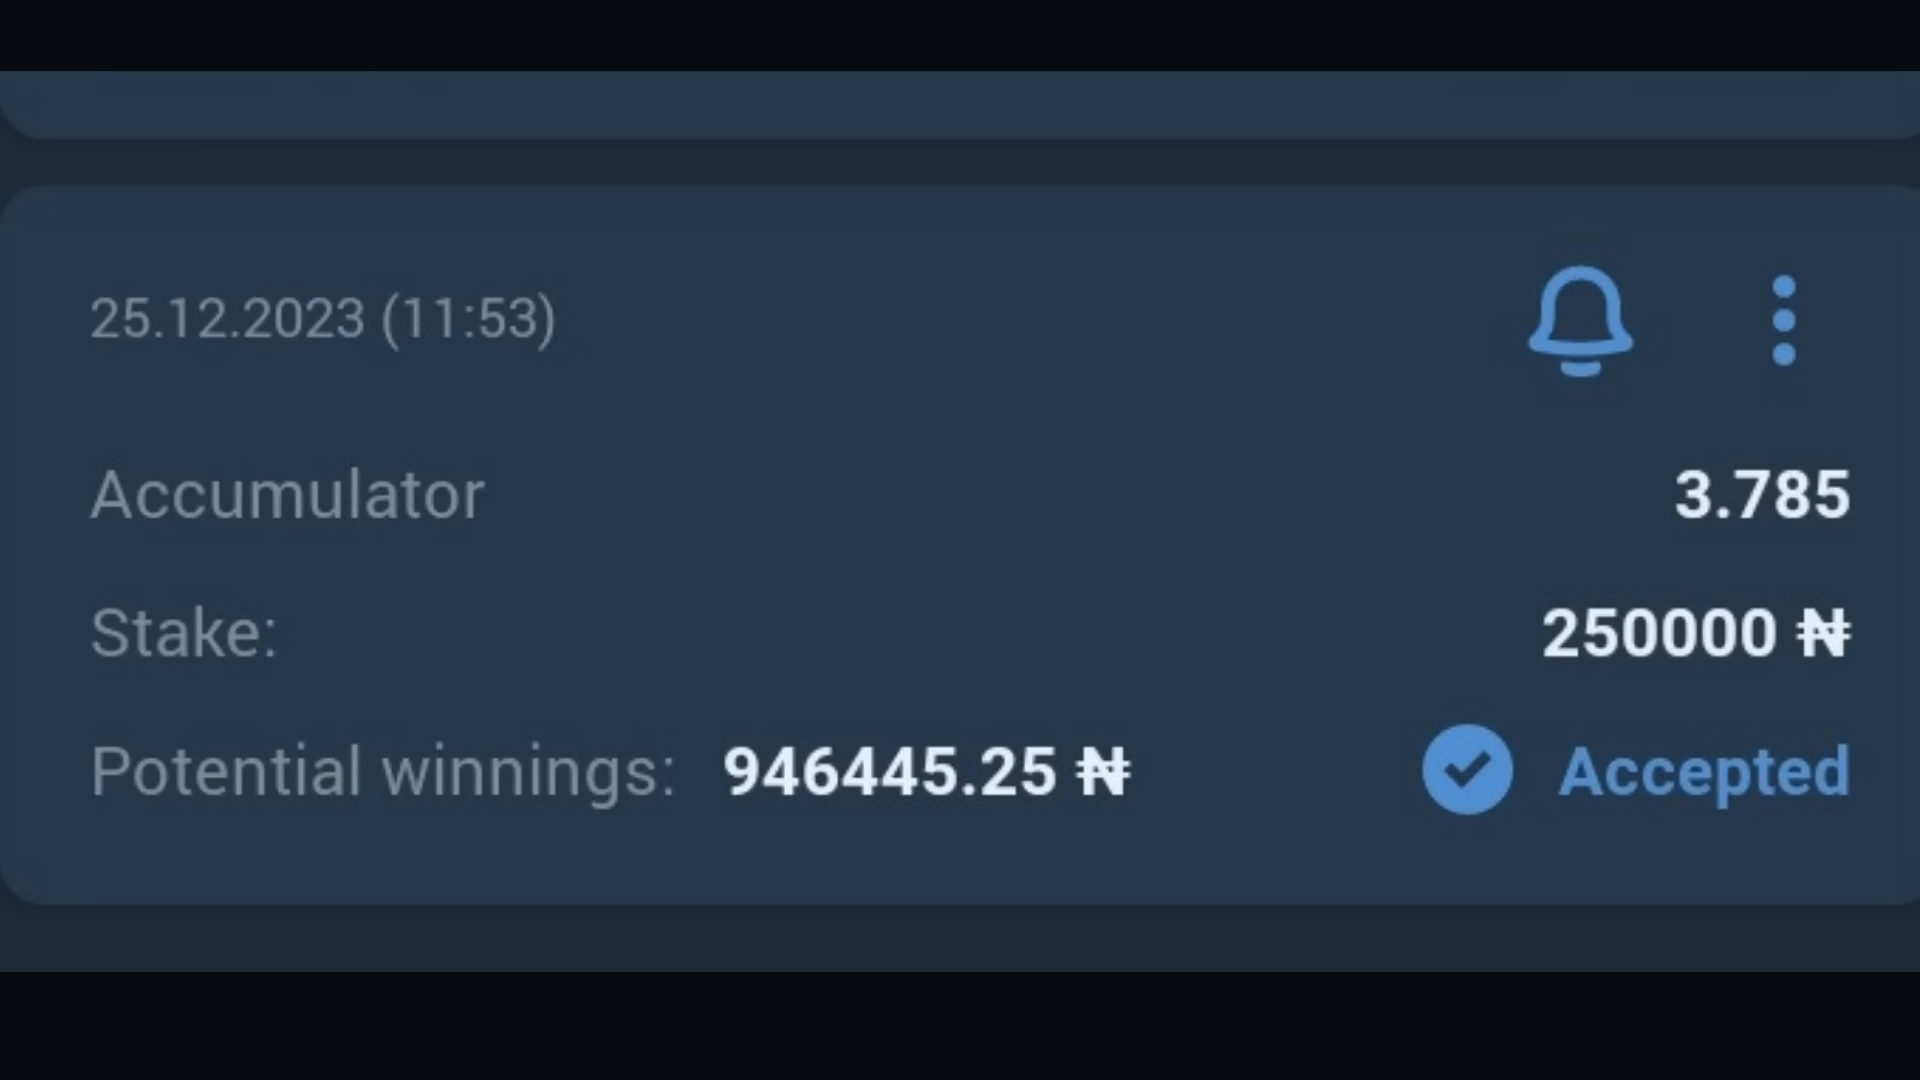 25.12.2023 (11:53)
Accumulator 3.785
Stake: 250000 ₦
Potential winnings: 946445.25 ₦ Accepted